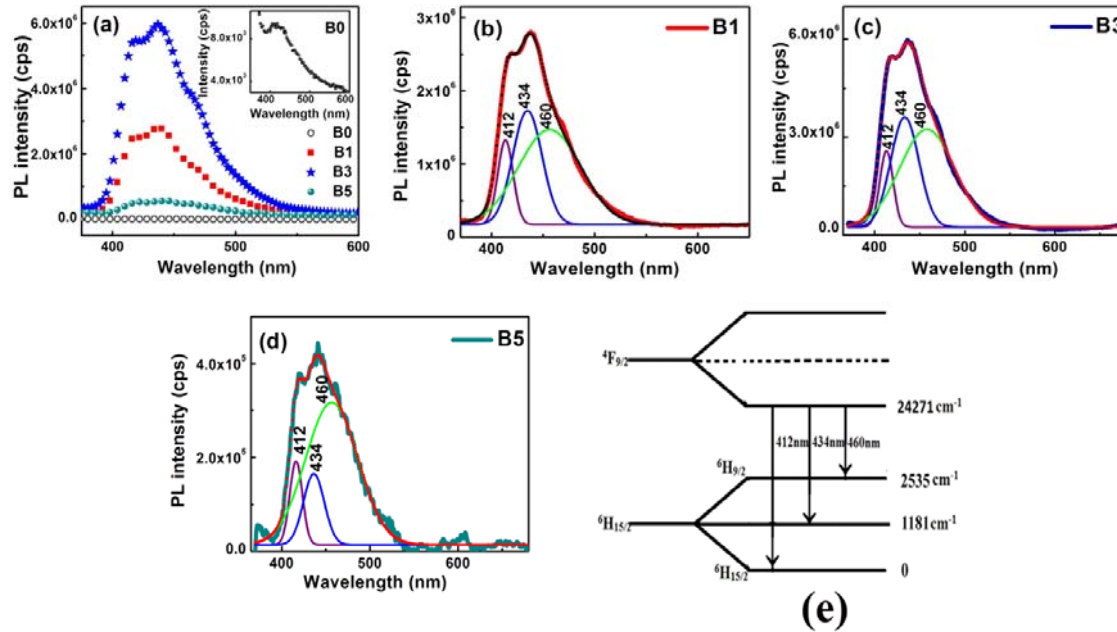 (a)
B0
PL intensity (cps)
6.0x10⁶
4.0x10⁶
2.0x10⁶
0.0
400 500 600
Wavelength (nm)
Intensity (cps)
8.0x10³
4.0x10³
400 500 600
Wavelength (nm)
B0
B1
B3
B5
(b)
B1
PL intensity (cps)
3x10⁶
2x10⁶
1x10⁶
0
412
434
460
400 500 600
Wavelength (nm)
(c)
B3
PL intensity (cps)
6.0x10⁶
3.0x10⁶
0.0
412
434
460
400 500 600
Wavelength (nm)
(d)
B5
PL intensity (cps)
4.0x10⁵
2.0x10⁵
0.0
412
434
460
400 500 600
Wavelength (nm)
⁴F₉/₂
24271 cm⁻¹
412nm 434nm 460nm
⁶H₉/₂
2535 cm⁻¹
⁶H₁₅/₂
1181 cm⁻¹
⁶H₁₅/₂
0
(e)